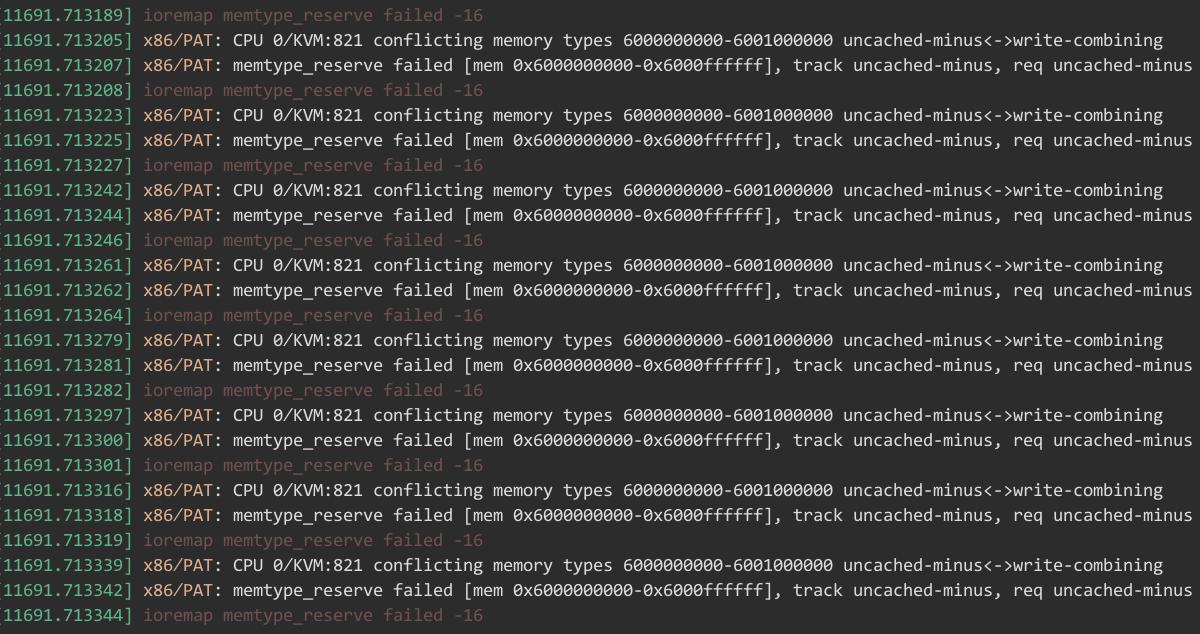 [11691.713189] ioremap memtype_reserve failed -16
[11691.713205] x86/PAT: CPU 0/KVM:821 conflicting memory types 6000000000-6001000000 uncached-minus<->write-combining
[11691.713207] x86/PAT: memtype_reserve failed [mem 0x6000000000-0x6000ffffff], track uncached-minus, req uncached-minus
[11691.713208] ioremap memtype_reserve failed -16
[11691.713223] x86/PAT: CPU 0/KVM:821 conflicting memory types 6000000000-6001000000 uncached-minus<->write-combining
[11691.713225] x86/PAT: memtype_reserve failed [mem 0x6000000000-0x6000ffffff], track uncached-minus, req uncached-minus
[11691.713227] ioremap memtype_reserve failed -16
[11691.713242] x86/PAT: CPU 0/KVM:821 conflicting memory types 6000000000-6001000000 uncached-minus<->write-combining
[11691.713244] x86/PAT: memtype_reserve failed [mem 0x6000000000-0x6000ffffff], track uncached-minus, req uncached-minus
[11691.713246] ioremap memtype_reserve failed -16
[11691.713261] x86/PAT: CPU 0/KVM:821 conflicting memory types 6000000000-6001000000 uncached-minus<->write-combining
[11691.713262] x86/PAT: memtype_reserve failed [mem 0x6000000000-0x6000ffffff], track uncached-minus, req uncached-minus
[11691.713264] ioremap memtype_reserve failed -16
[11691.713279] x86/PAT: CPU 0/KVM:821 conflicting memory types 6000000000-6001000000 uncached-minus<->write-combining
[11691.713281] x86/PAT: memtype_reserve failed [mem 0x6000000000-0x6000ffffff], track uncached-minus, req uncached-minus
[11691.713282] ioremap memtype_reserve failed -16
[11691.713297] x86/PAT: CPU 0/KVM:821 conflicting memory types 6000000000-6001000000 uncached-minus<->write-combining
[11691.713300] x86/PAT: memtype_reserve failed [mem 0x6000000000-0x6000ffffff], track uncached-minus, req uncached-minus
[11691.713301] ioremap memtype_reserve failed -16
[11691.713316] x86/PAT: CPU 0/KVM:821 conflicting memory types 6000000000-6001000000 uncached-minus<->write-combining
[11691.713318] x86/PAT: memtype_reserve failed [mem 0x6000000000-0x6000ffffff], track uncached-minus, req uncached-minus
[11691.713319] ioremap memtype_reserve failed -16
[11691.713339] x86/PAT: CPU 0/KVM:821 conflicting memory types 6000000000-6001000000 uncached-minus<->write-combining
[11691.713342] x86/PAT: memtype_reserve failed [mem 0x6000000000-0x6000ffffff], track uncached-minus, req uncached-minus
[11691.713344] ioremap memtype_reserve failed -16